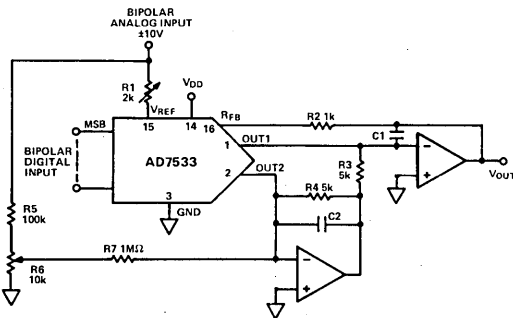 BIPOLAR
ANALOG INPUT
±10V
R1
2k
VREF
VDD
15
14
16
RFB
R2 1k
C1
MSB
BIPOLAR
DIGITAL
INPUT
AD7533
1
OUT1
2
OUT2
3
GND
R3
5k
R4 5k
C2
−
+
VOUT
R5
100k
R7 1MΩ
R6
10k
−
+